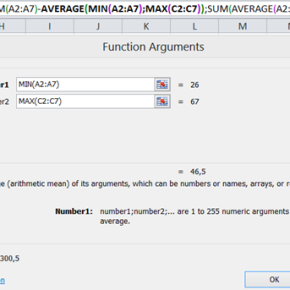 M(A2:A7)-AVERAGE(MIN(A2:A7);MAX(C2:C7));SUM(AVERAGE(A2:
H I J K L M
Function Arguments
er1 MIN(A2:A7) = 26
er2 MAX(C2:C7) = 67
= 46,5
ge (arithmetic mean) of its arguments, which can be numbers or names, arrays, or r
Number1: number1;number2;... are 1 to 255 numeric arguments
average.
300,5
on
OK